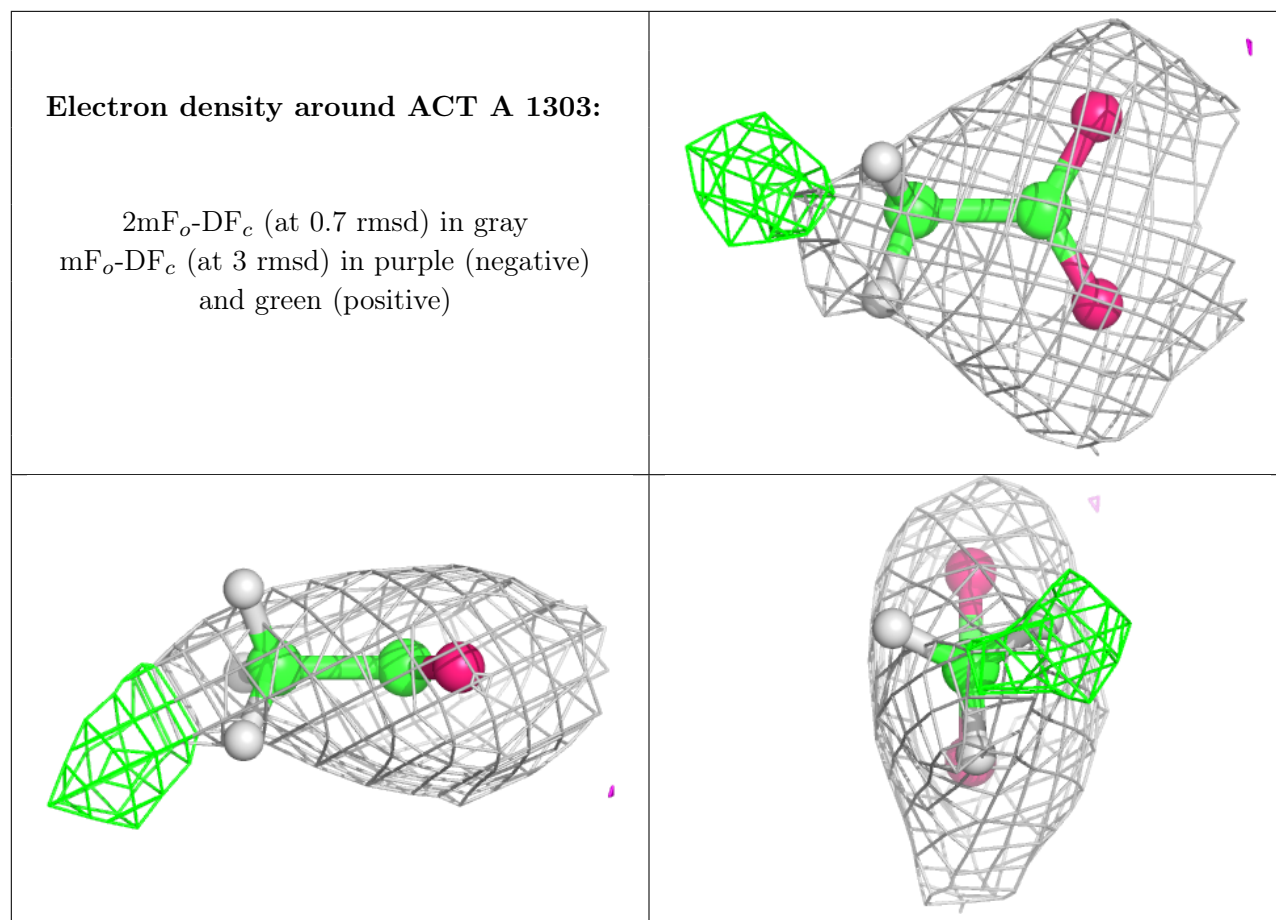 Electron density around ACT A 1303:
2mFo-DFc (at 0.7 rmsd) in gray
mFo-DFc (at 3 rmsd) in purple (negative)
and green (positive)